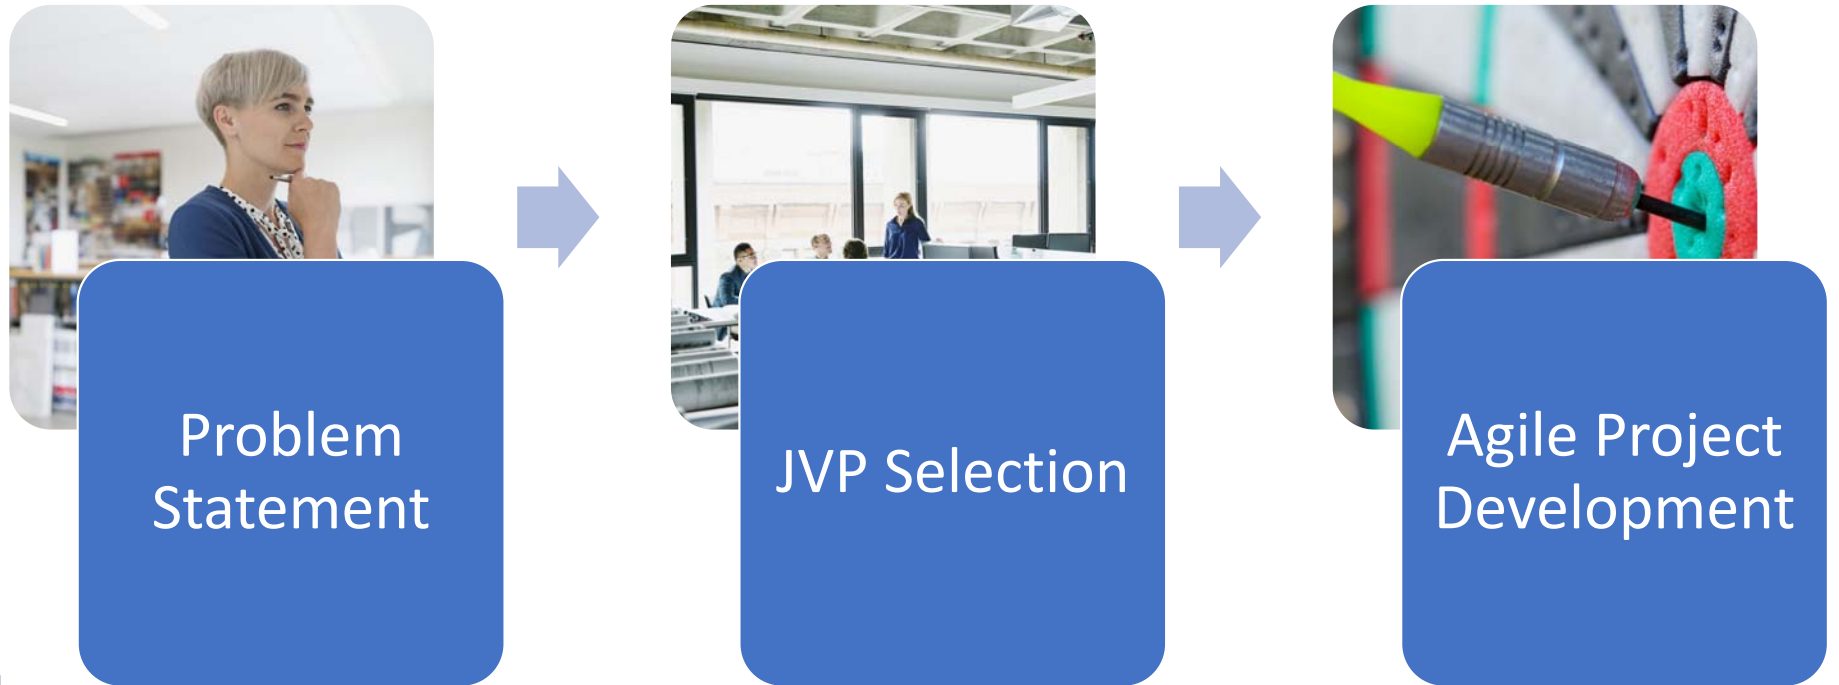 Problem
Statement
JVP Selection
Agile Project
Development